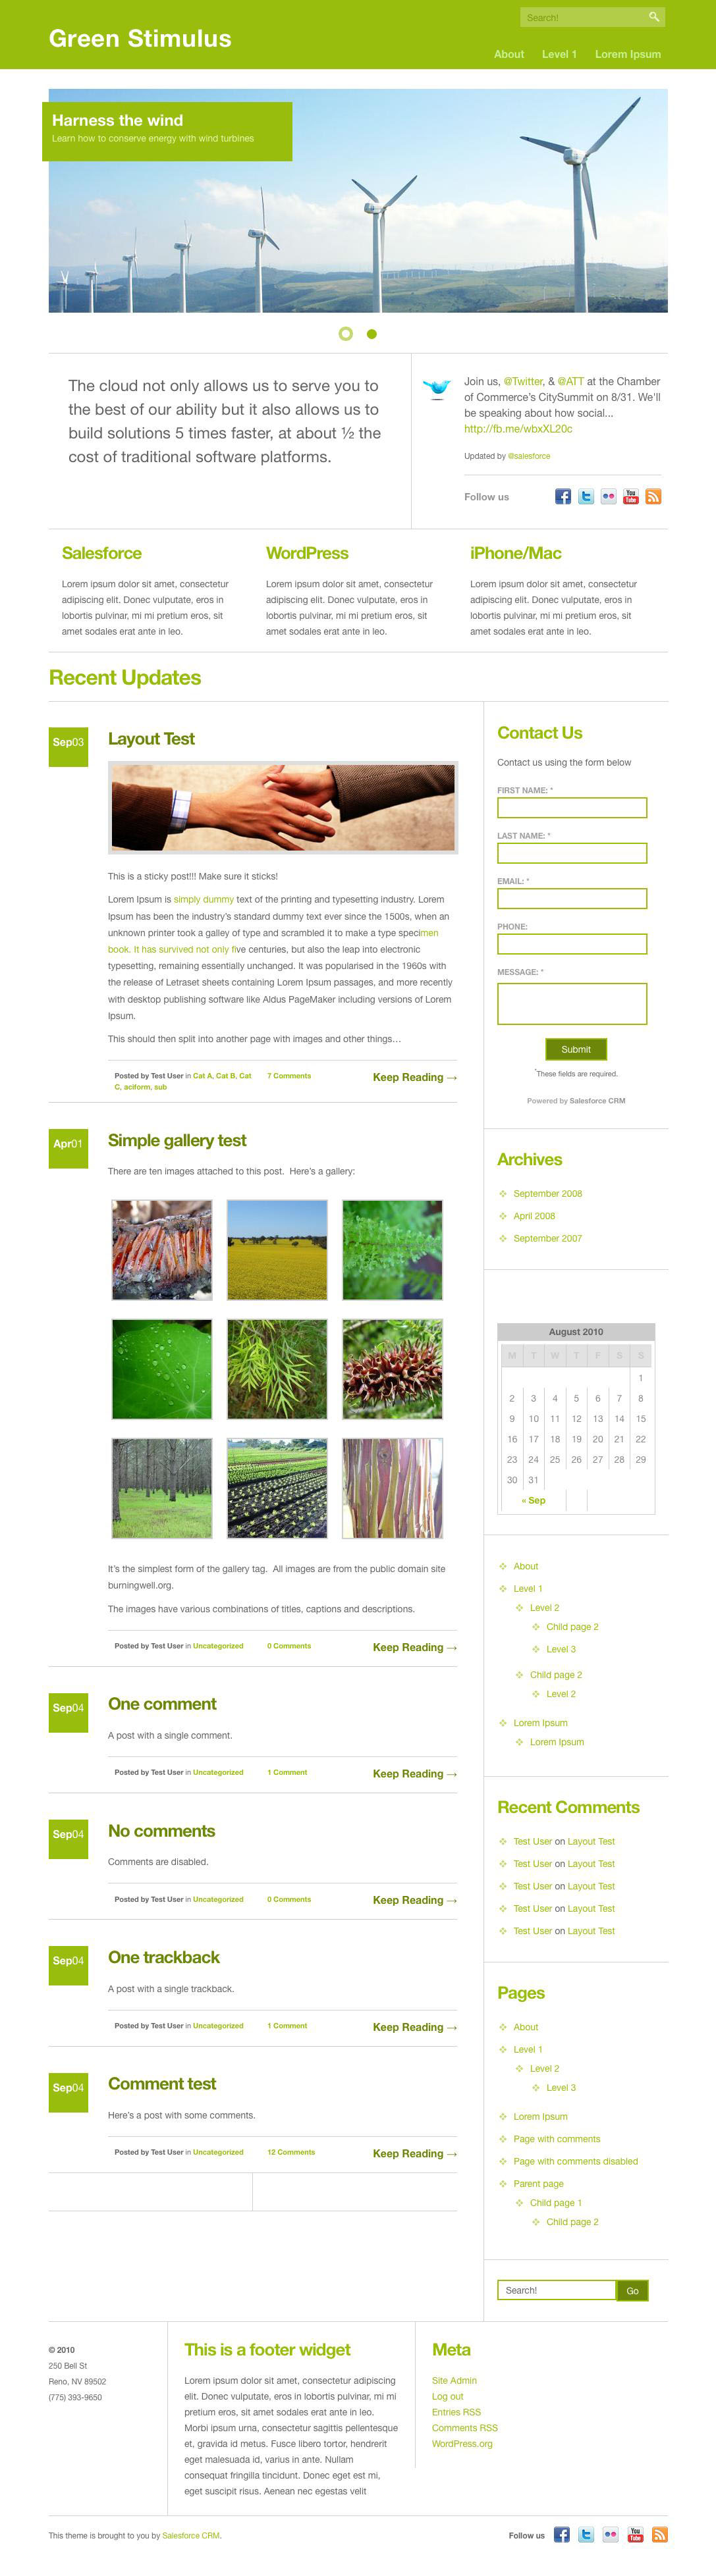 Search!
Green Stimulus
About Level 1 Lorem Ipsum
Harness the wind
Learn how to conserve energy with wind turbines
The cloud not only allows us to serve you to
the best of our ability but it also allows us to
build solutions 5 times faster, at about ½ the
cost of traditional software platforms.
Join us, @Twitter, & @ATT at the Chamber
of Commerce's CitySummit on 8/31. We'll
be speaking about how social...
http://fb.me/wbxXL20c
Updated by @salesforce
Follow us
You Tube
Salesforce
Lorem ipsum dolor sit amet, consectetur
adipiscing elit. Donec vulputate, eros in
lobortis pulvinar, mi mi pretium eros, sit
amet sodales erat ante in leo.
WordPress
Lorem ipsum dolor sit amet, consectetur
adipiscing elit. Donec vulputate, eros in
lobortis pulvinar, mi mi pretium eros, sit
amet sodales erat ante in leo.
iPhone/Mac
Lorem ipsum dolor sit amet, consectetur
adipiscing elit. Donec vulputate, eros in
lobortis pulvinar, mi mi pretium eros, sit
amet sodales erat ante in leo.
Recent Updates
Sep03
Layout Test
This is a sticky post!!! Make sure it sticks!
Lorem Ipsum is simply dummy text of the printing and typesetting industry. Lorem
Ipsum has been the industry's standard dummy text ever since the 1500s, when an
unknown printer took a galley of type and scrambled it to make a type specimen
book. It has survived not only five centuries, but also the leap into electronic
typesetting, remaining essentially unchanged. It was popularised in the 1960s with
the release of Letraset sheets containing Lorem Ipsum passages, and more recently
with desktop publishing software like Aldus PageMaker including versions of Lorem
Ipsum.
This should then split into another page with images and other things…
Posted by Test User in Cat A, Cat B, Cat
C, aciform, sub
7 Comments
Keep Reading →
Apr01
Simple gallery test
There are ten images attached to this post. Here's a gallery:
It's the simplest form of the gallery tag. All images are from the public domain site
burningwell.org.
The images have various combinations of titles, captions and descriptions.
Posted by Test User in Uncategorized
0 Comments
Keep Reading →
Sep04
One comment
A post with a single comment.
Posted by Test User in Uncategorized
1 Comment
Keep Reading →
Sep04
No comments
Comments are disabled.
Posted by Test User in Uncategorized
0 Comments
Keep Reading →
Sep04
One trackback
A post with a single trackback.
Posted by Test User in Uncategorized
1 Comment
Keep Reading →
Sep04
Comment test
Here's a post with some comments.
Posted by Test User in Uncategorized
12 Comments
Keep Reading →
Contact Us
Contact us using the form below
FIRST NAME: *
LAST NAME: *
EMAIL: *
PHONE:
MESSAGE: *
Submit
*These fields are required.
Powered by Salesforce CRM
Archives
September 2008
April 2008
September 2007
August 2010
M T W T F S S
1
2 3 4 5 6 7 8
9 10 11 12 13 14 15
16 17 18 19 20 21 22
23 24 25 26 27 28 29
30 31
« Sep
About
Level 1
Level 2
Child page 2
Level 3
Child page 2
Level 2
Lorem Ipsum
Lorem Ipsum
Recent Comments
Test User on Layout Test
Test User on Layout Test
Test User on Layout Test
Test User on Layout Test
Test User on Layout Test
Pages
About
Level 1
Level 2
Level 3
Lorem Ipsum
Page with comments
Page with comments disabled
Parent page
Child page 1
Child page 2
Search!
Go
© 2010
250 Bell St
Reno, NV 89502
(775) 393-9650
This is a footer widget
Lorem ipsum dolor sit amet, consectetur adipiscing
elit. Donec vulputate, eros in lobortis pulvinar, mi mi
pretium eros, sit amet sodales erat ante in leo.
Morbi ipsum urna, consectetur sagittis pellentesque
et, gravida id metus. Fusce libero tortor, hendrerit
eget malesuada id, varius in ante. Nullam
consequat fringilla tincidunt. Donec eget est mi,
eget suscipit risus. Aenean nec egestas velit
Meta
Site Admin
Log out
Entries RSS
Comments RSS
WordPress.org
This theme is brought to you by Salesforce CRM.
Follow us
You Tube